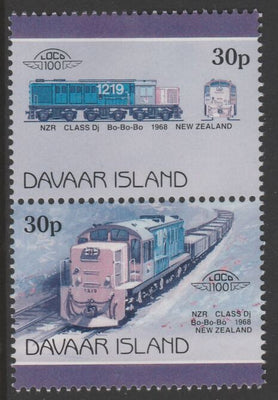 LOCO
100
30p
1219
NZR CLASS Dj Bo-Bo-Bo 1968 NEW ZEALAND
DAVAAR ISLAND
30p
LOCO
100
1219
NZR CLASS Dj
Bo-Bo-Bo 1968
NEW ZEALAND
DAVAAR ISLAND